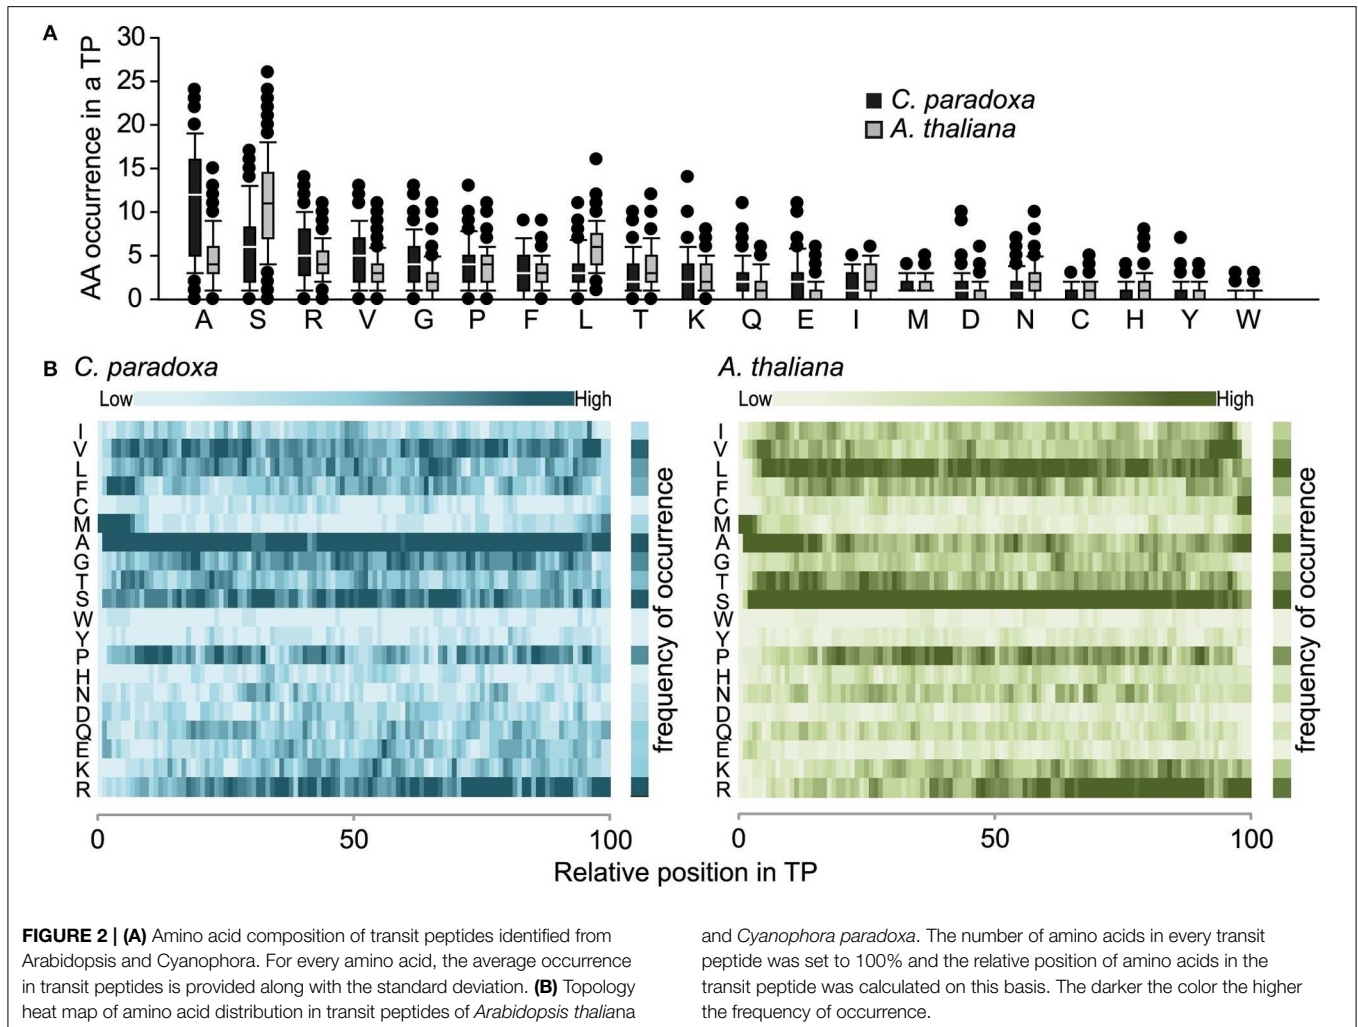 A
AA occurrence in a TP
30
25
20
15
10
5
0
C. paradoxa
A. thaliana
A S R V G P F L T K Q E I M D N C H Y W
B C. paradoxa
Low High
I
V
L
F
C
M
A
G
T
S
W
Y
P
H
N
D
Q
E
K
R
frequency of occurrence
0 50 100
A. thaliana
Low High
I
V
L
F
C
M
A
G
T
S
W
Y
P
H
N
D
Q
E
K
R
frequency of occurrence
0 50 100
Relative position in TP
FIGURE 2 | (A) Amino acid composition of transit peptides identified from
Arabidopsis and Cyanophora. For every amino acid, the average occurrence
in transit peptides is provided along with the standard deviation. (B) Topology
heat map of amino acid distribution in transit peptides of Arabidopsis thaliana
and Cyanophora paradoxa. The number of amino acids in every transit
peptide was set to 100% and the relative position of amino acids in the
transit peptide was calculated on this basis. The darker the color the higher
the frequency of occurrence.